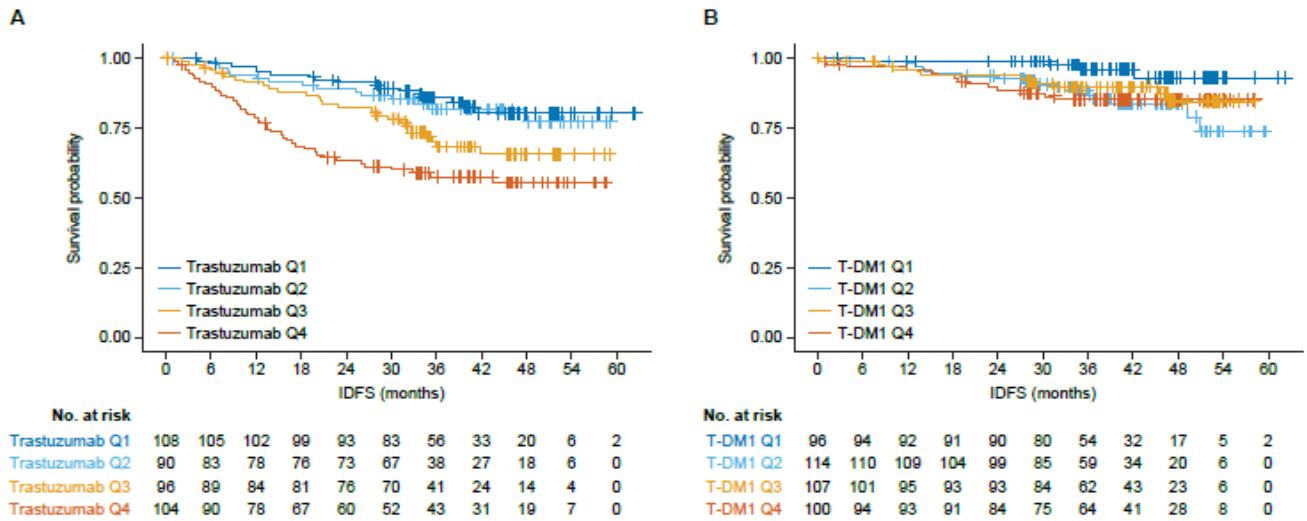 A
1.00
0.75
0.50
0.25
0.00
Survival probability
Trastuzumab Q1
Trastuzumab Q2
Trastuzumab Q3
Trastuzumab Q4
0 6 12 18 24 30 36 42 48 54 60
IDFS (months)
No. at risk
Trastuzumab Q1 108 105 102 99 93 83 56 33 20 6 2
Trastuzumab Q2 90 83 78 76 73 67 38 27 18 6 0
Trastuzumab Q3 96 89 84 81 76 70 41 24 14 4 0
Trastuzumab Q4 104 90 78 67 60 52 43 31 19 7 0
B
1.00
0.75
0.50
0.25
0.00
Survival probability
T-DM1 Q1
T-DM1 Q2
T-DM1 Q3
T-DM1 Q4
0 6 12 18 24 30 36 42 48 54 60
IDFS (months)
No. at risk
T-DM1 Q1 96 94 92 91 90 80 54 32 17 5 2
T-DM1 Q2 114 110 109 104 99 85 59 34 20 6 0
T-DM1 Q3 107 101 95 93 93 84 62 43 23 6 0
T-DM1 Q4 100 94 93 91 84 75 64 41 28 8 0